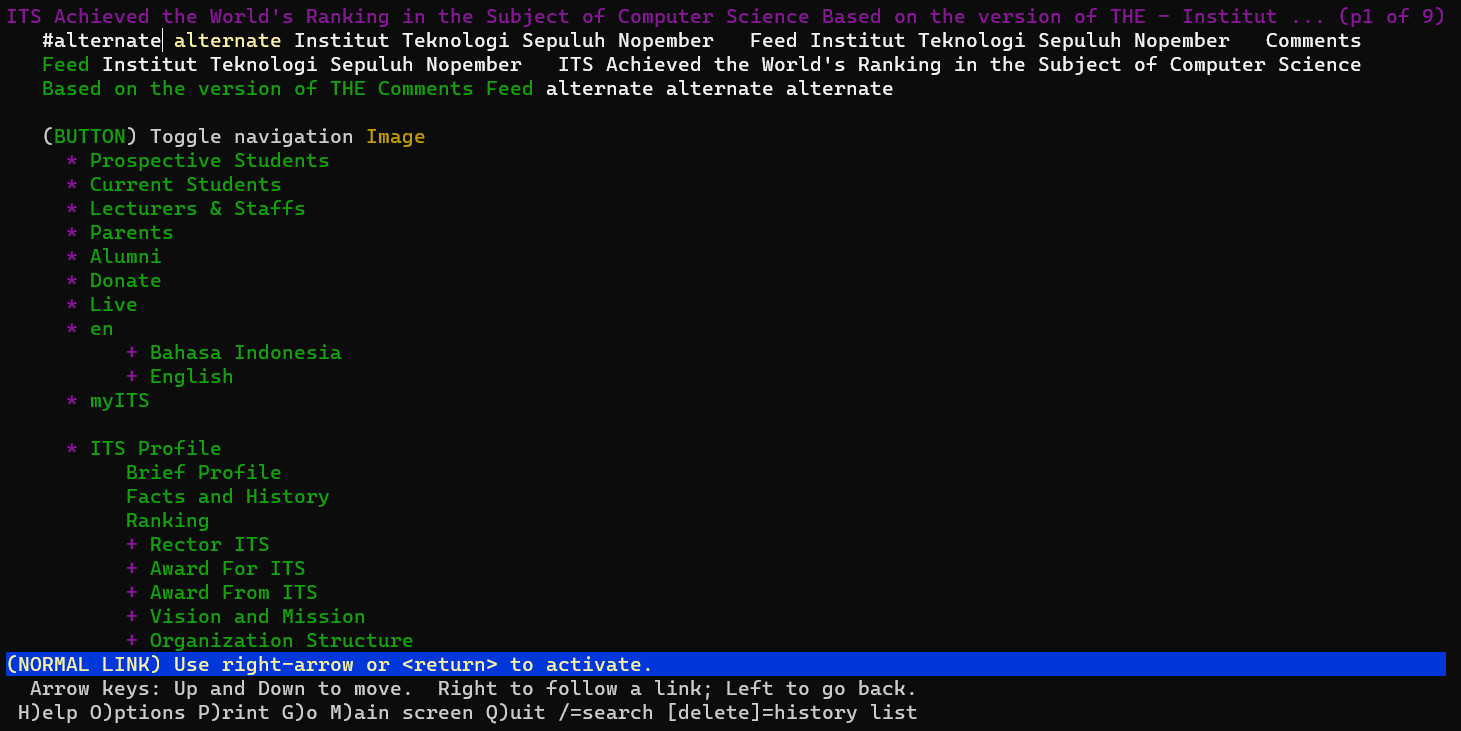 ITS Achieved the World's Ranking in the Subject of Computer Science Based on the version of THE - Institut ... (p1 of 9)
#alternate alternate Institut Teknologi Sepuluh Nopember   Feed Institut Teknologi Sepuluh Nopember   Comments
Feed Institut Teknologi Sepuluh Nopember   ITS Achieved the World's Ranking in the Subject of Computer Science
Based on the version of THE Comments Feed alternate alternate alternate
(BUTTON) Toggle navigation Image
* Prospective Students
* Current Students
* Lecturers & Staffs
* Parents
* Alumni
* Donate
* Live
* en
+ Bahasa Indonesia
+ English
* myITS
* ITS Profile
Brief Profile
Facts and History
Ranking
+ Rector ITS
+ Award For ITS
+ Award From ITS
+ Vision and Mission
+ Organization Structure
(NORMAL LINK) Use right-arrow or <return> to activate.
Arrow keys: Up and Down to move.  Right to follow a link; Left to go back.
H)elp O)ptions P)rint G)o M)ain screen Q)uit /=search [delete]=history list